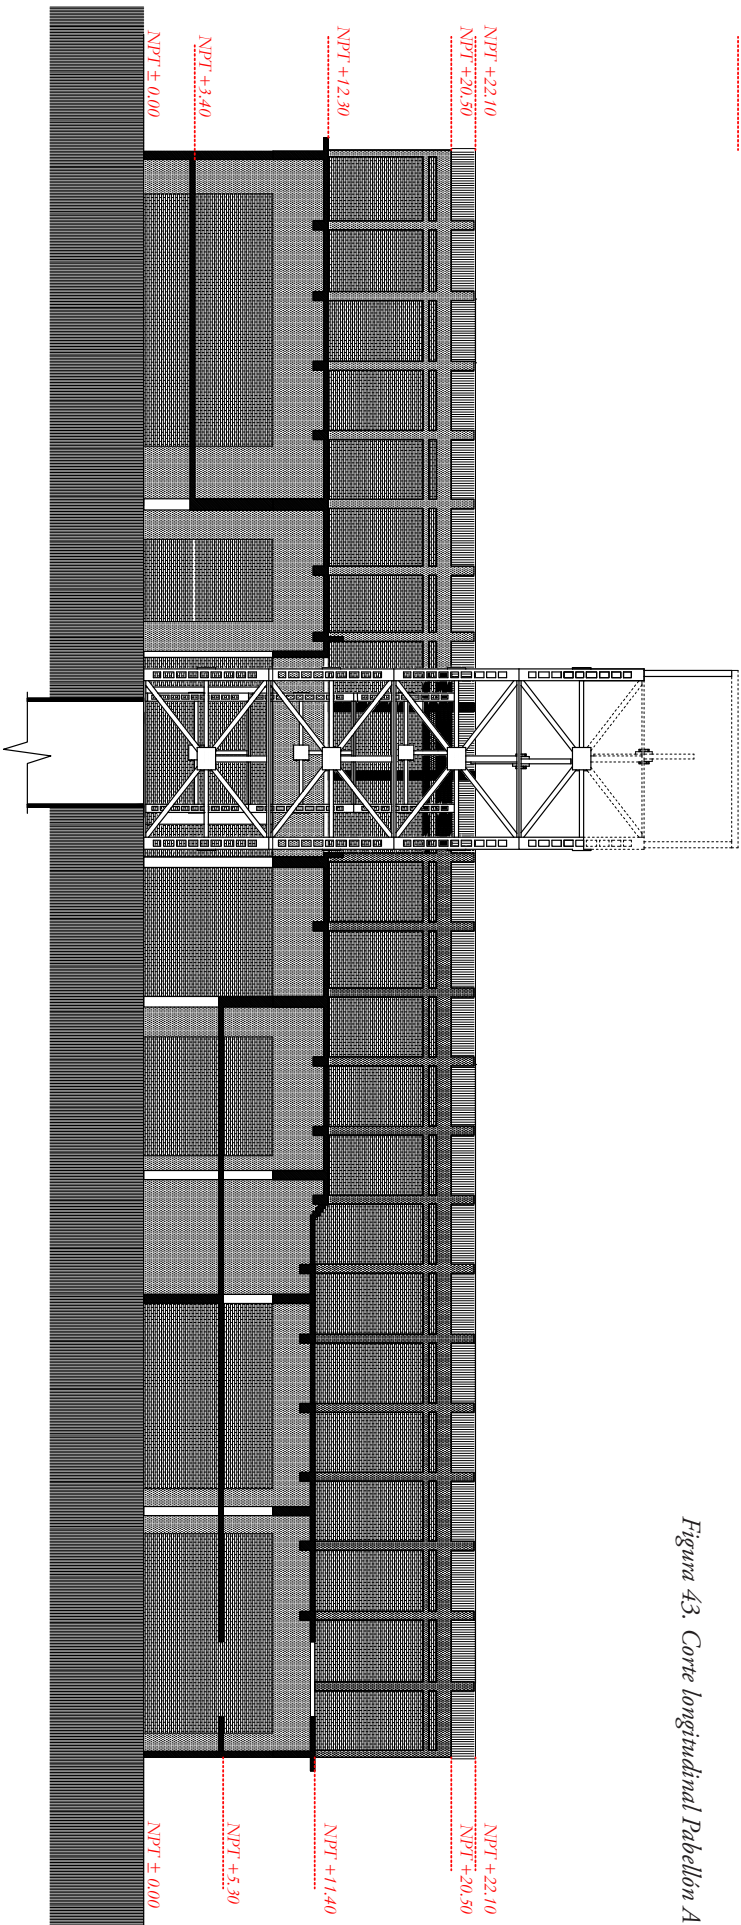 NPT +22.10
NPT +20.50
NPT +12.30
NPT +3.40
NPT ± 0.00
NPT +22.10
NPT +20.50
NPT +11.40
NPT +5.30
NPT ± 0.00
Figura 43. Corte longitudinal Pabellón A